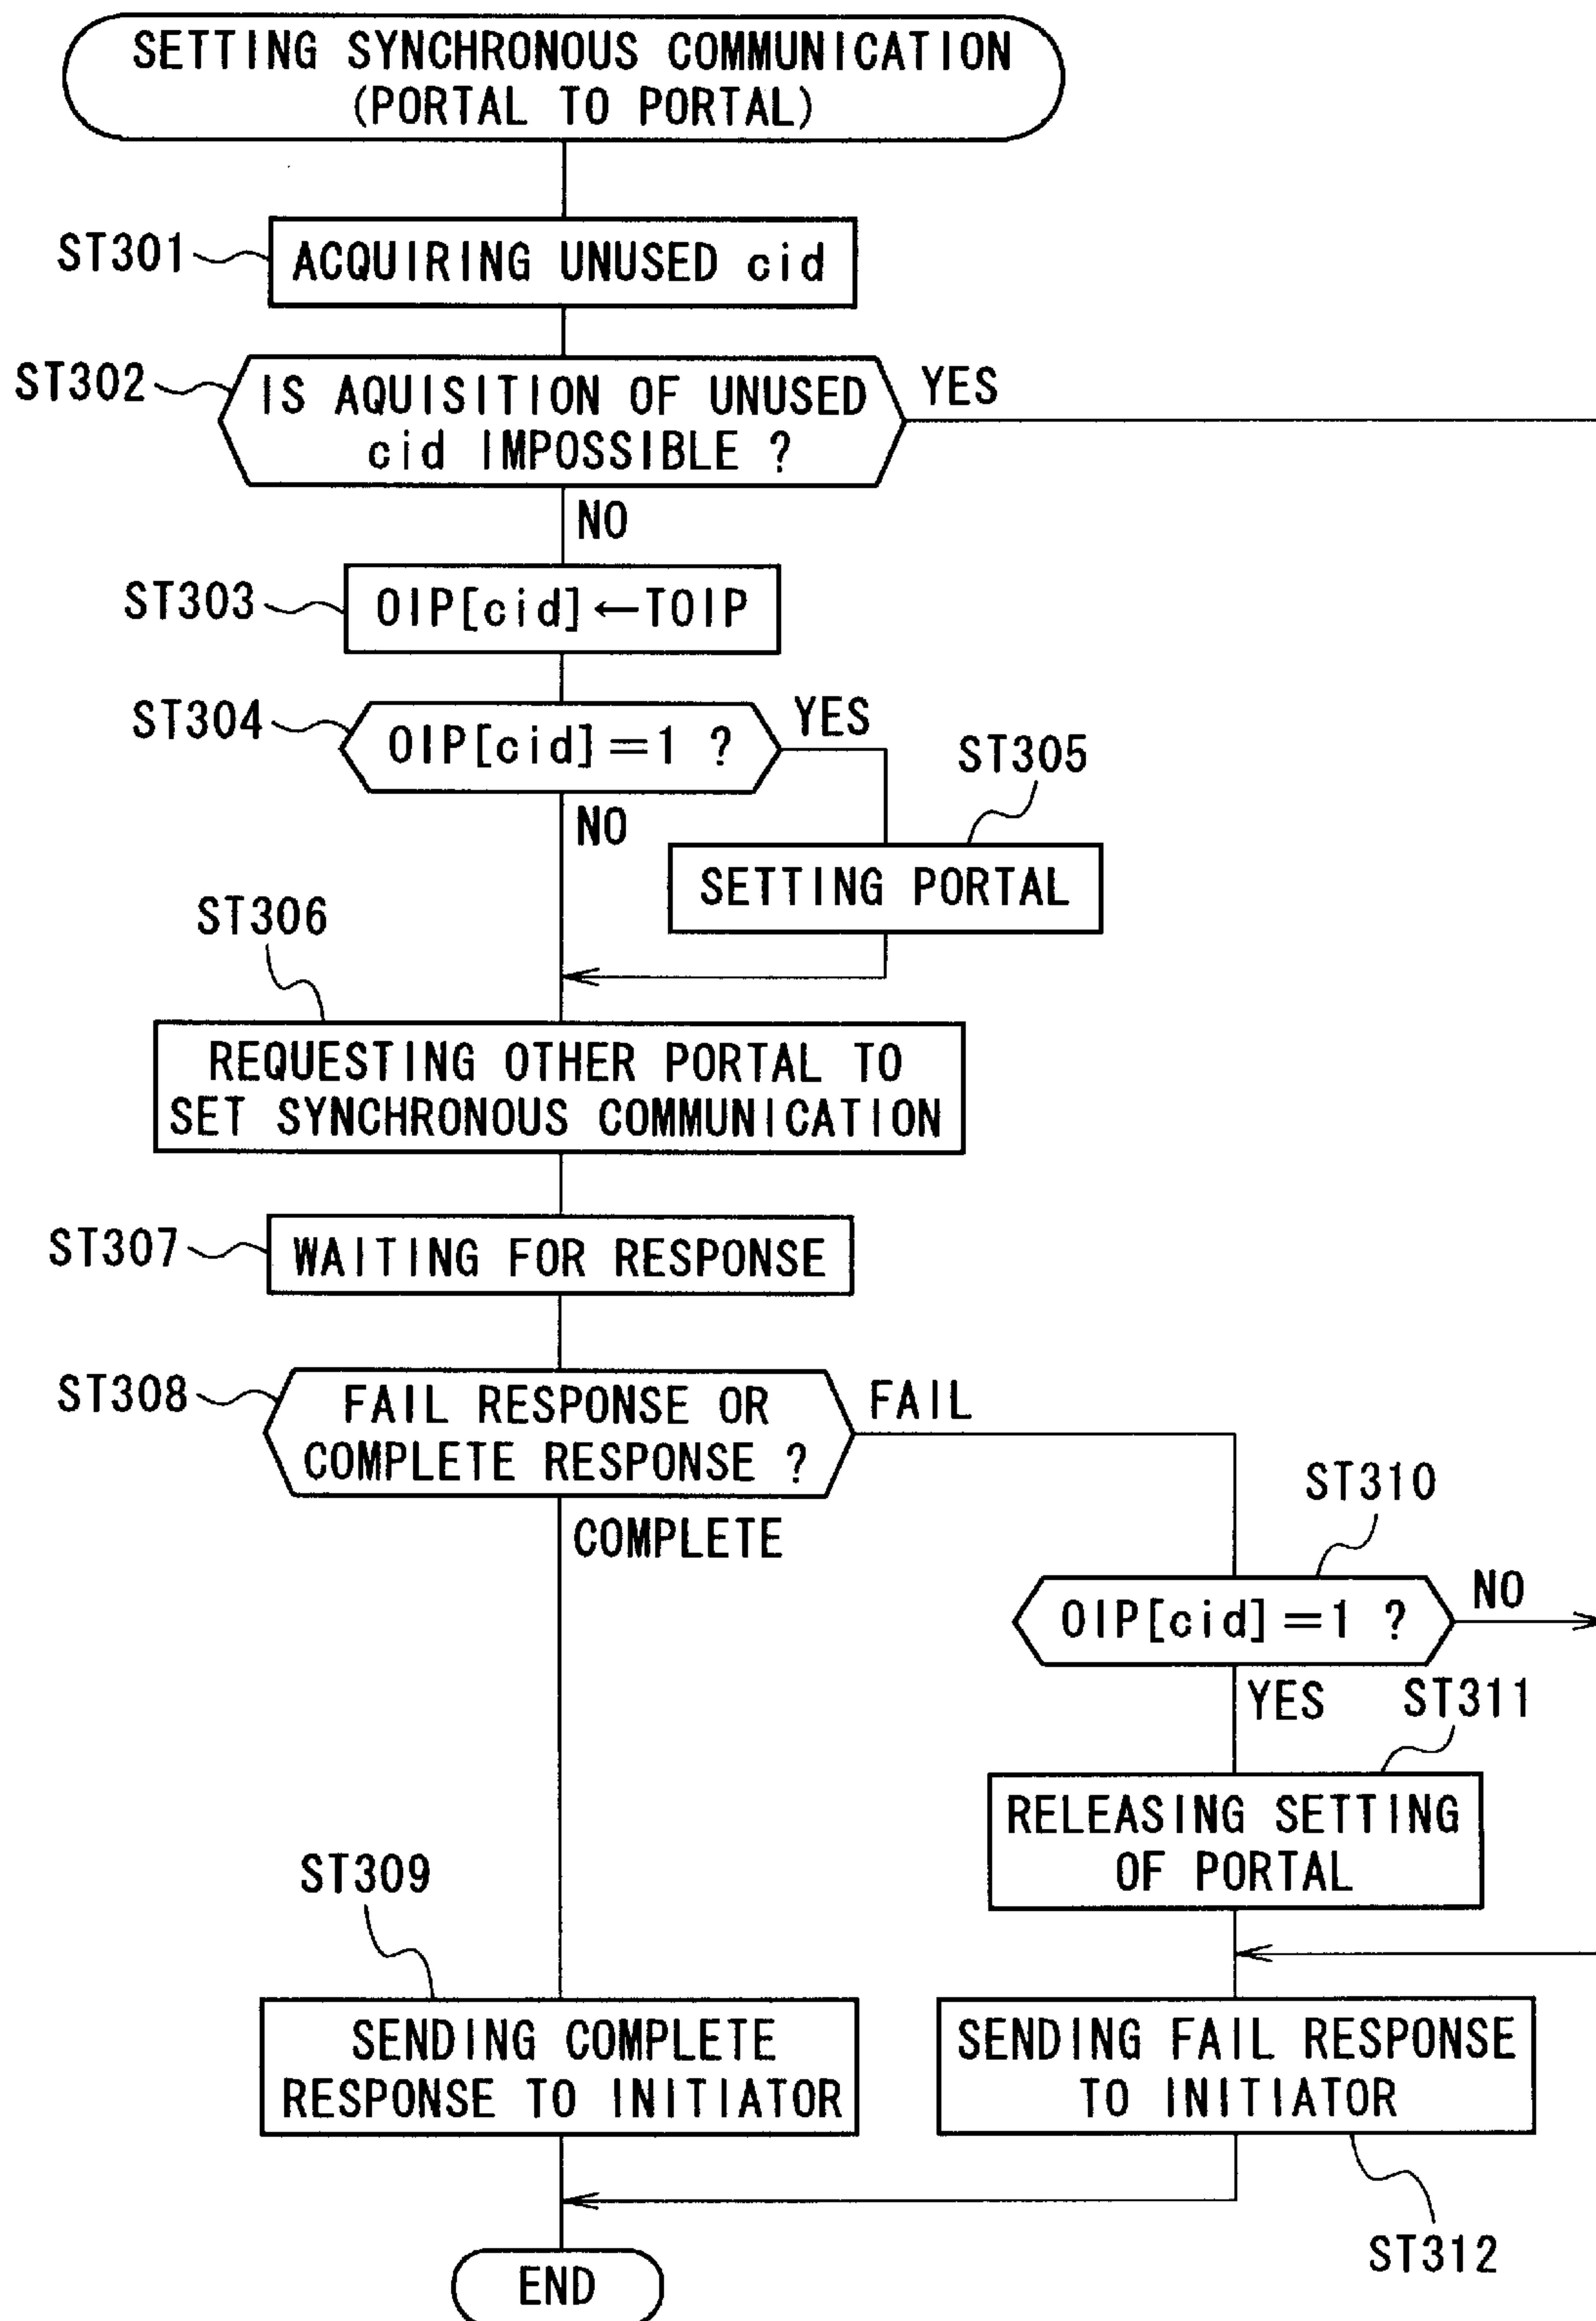 SETTING SYNCHRONOUS COMMUNICATION
(PORTAL TO PORTAL)
ST301
ACQUIRING UNUSED cid
ST302
IS AQUISITION OF UNUSED
cid IMPOSSIBLE ?
YES
NO
ST303
OIP[cid]←TOIP
ST304
OIP[cid]=1 ?
YES
NO
ST305
SETTING PORTAL
ST306
REQUESTING OTHER PORTAL TO
SET SYNCHRONOUS COMMUNICATION
ST307
WAITING FOR RESPONSE
ST308
FAIL RESPONSE OR
COMPLETE RESPONSE ?
FAIL
COMPLETE
ST310
OIP[cid]=1 ?
NO
YES
ST311
RELEASING SETTING
OF PORTAL
ST309
SENDING COMPLETE
RESPONSE TO INITIATOR
SENDING FAIL RESPONSE
TO INITIATOR
ST312
END